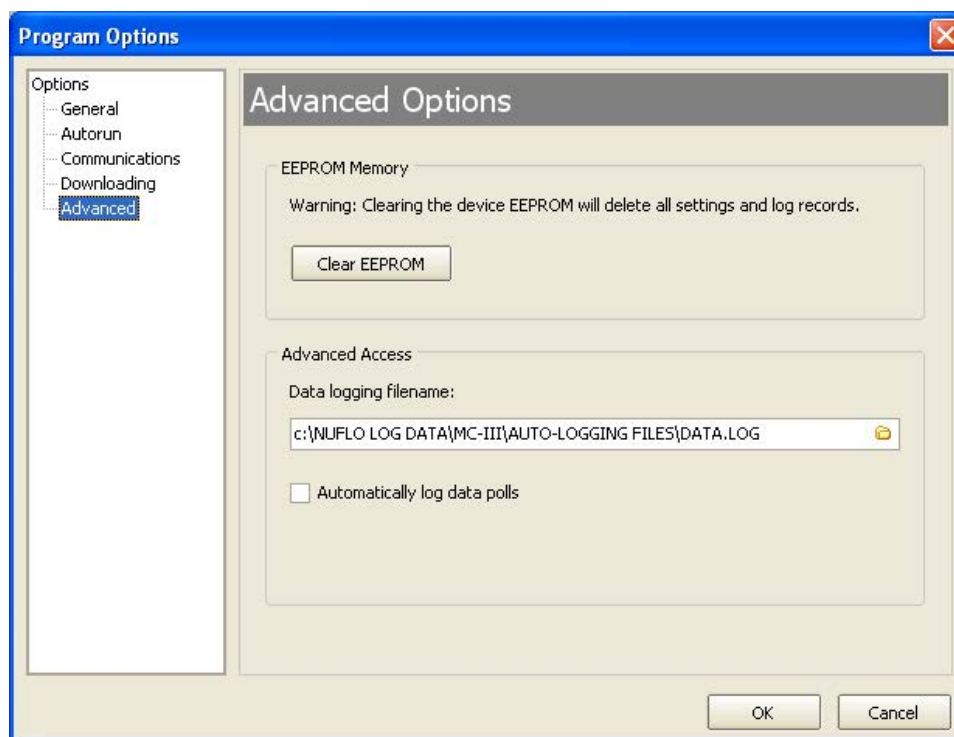 Program Options
Options
General
Autorun
Communications
Downloading
Advanced
Advanced Options
EEPROM Memory
Warning: Clearing the device EEPROM will delete all settings and log records.
Clear EEPROM
Advanced Access
Data logging filename:
c:\NUFLO LOG DATA\MC-III\AUTO-LOGGING FILES\DATA.LOG
Automatically log data polls
OK
Cancel